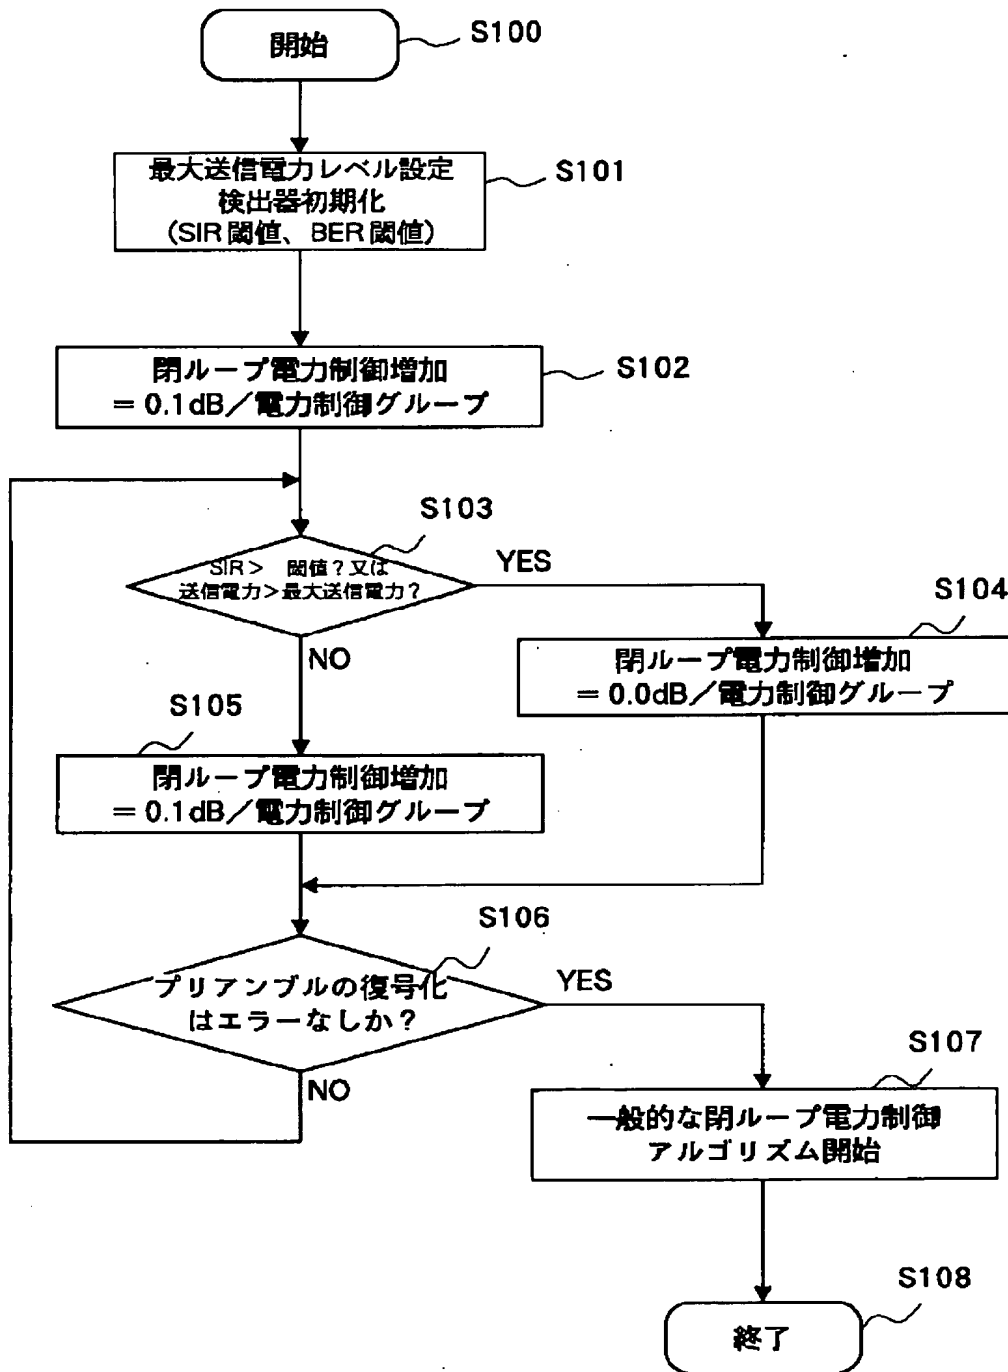 開始
S100
最大送信電力レベル設定
検出器初期化
(SIR閾値、BER閾値)
S101
閉ループ電力制御増加
=0.1dB/電力制御グループ
S102
S103
SIR> 閾値?又は
送信電力>最大送信電力?
YES
NO
S104
閉ループ電力制御増加
=0.0dB/電力制御グループ
S105
閉ループ電力制御増加
=0.1dB/電力制御グループ
S106
プリアンブルの復号化
はエラーなしか?
YES
NO
S107
一般的な閉ループ電力制御
アルゴリズム開始
S108
終了